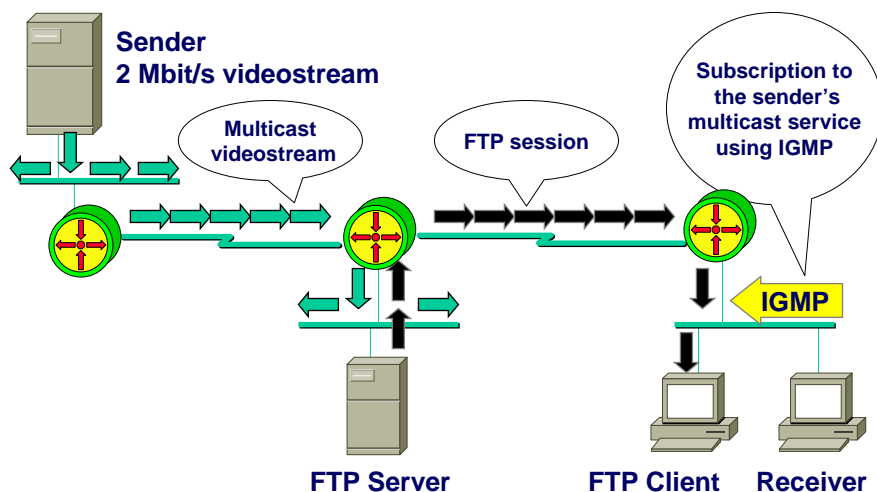 Sender
2 Mbit/s videostream
Multicast
videostream
FTP session
Subscription to
the sender's
multicast service
using IGMP
IGMP
FTP Server
FTP Client
Receiver